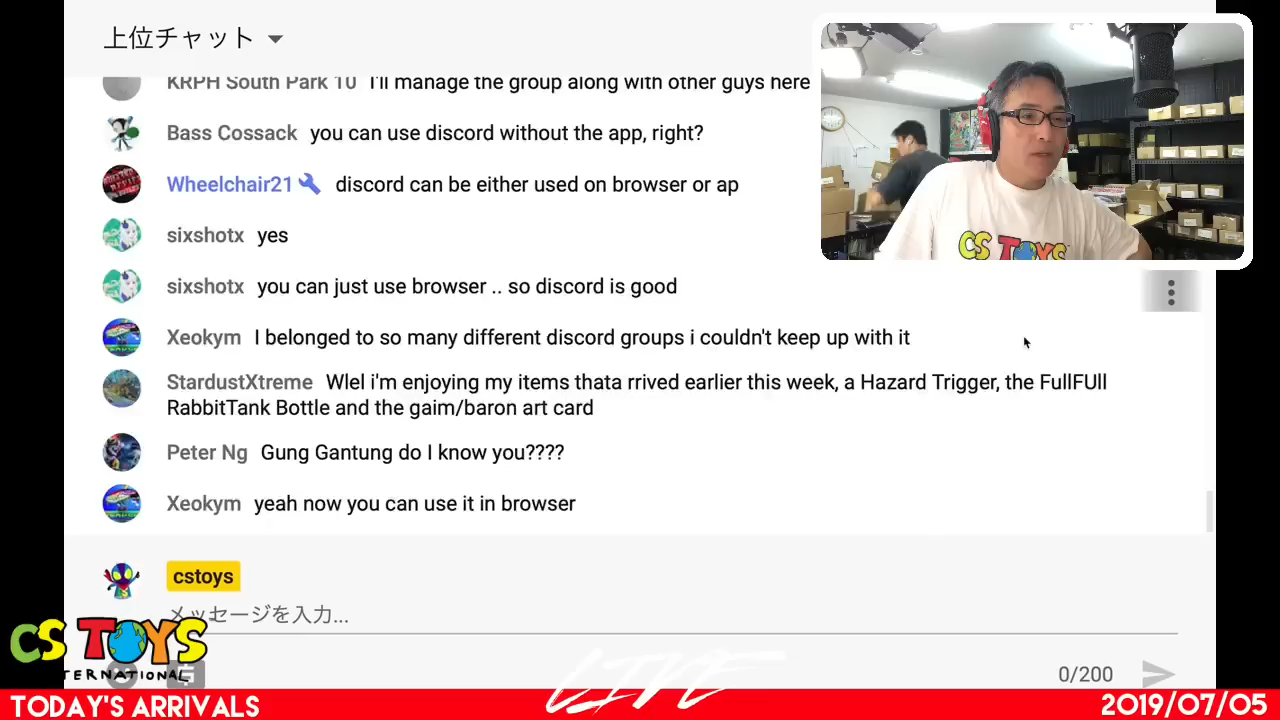 上位チャット
KRPH South Park 10 I'll manage the group along with other guys here
Bass Cossack you can use discord without the app, right?
Wheelchair21 discord can be either used on browser or ap
sixshotx yes
sixshotx you can just use browser .. so discord is good
Xeokym I belonged to so many different discord groups i couldn't keep up with it
StardustXtreme Wlel i'm enjoying my items thata rrived earlier this week, a Hazard Trigger, the FullFUll
RabbitTank Bottle and the gaim/baron art card
Peter Ng Gung Gantung do I know you????
Xeokym yeah now you can use it in browser
cstoys
メッセージを入力...
0/200
CS TOYS
INTERNATIONAL
LIVE
TODAY'S ARRIVALS
2019/07/05
CS TOYS